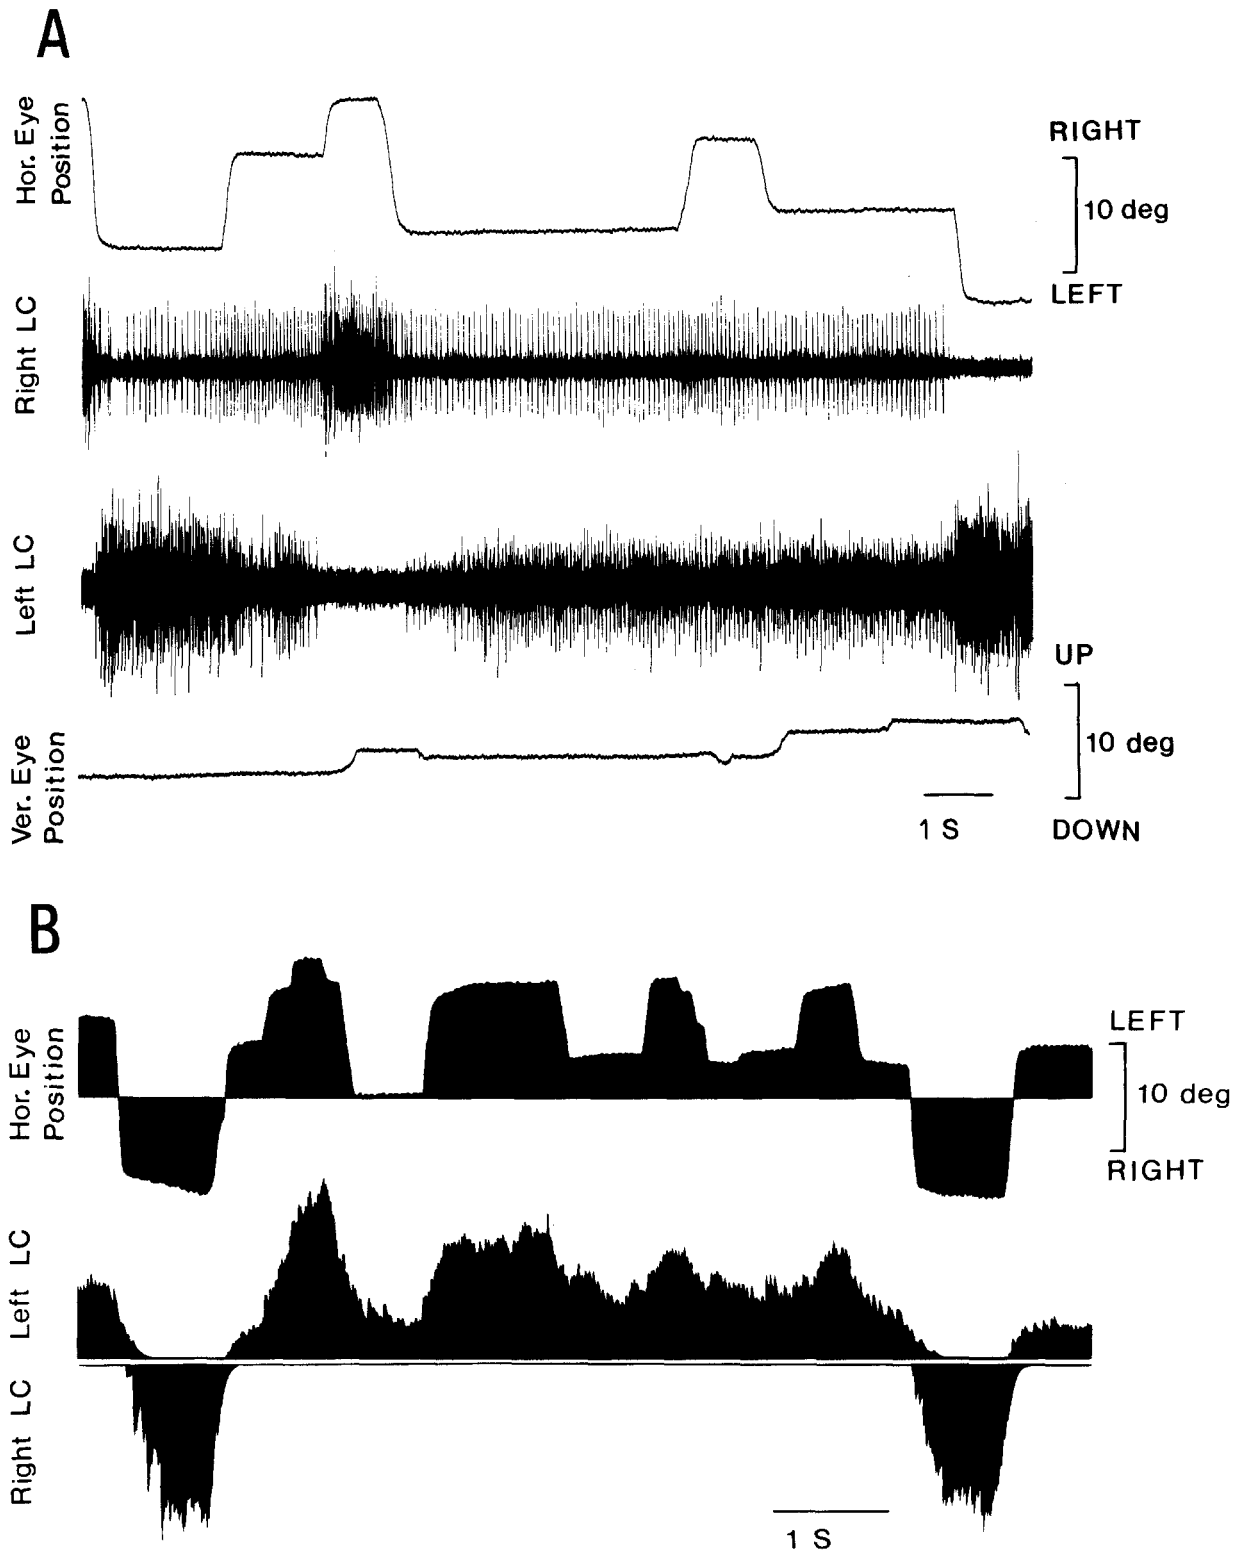 A
Hor. Eye
Position
RIGHT
10 deg
LEFT
Right LC
Left LC
UP
Ver. Eye
Position
10 deg
1 S
DOWN
B
Hor. Eye
Position
LEFT
10 deg
RIGHT
Left LC
Right LC
1 S